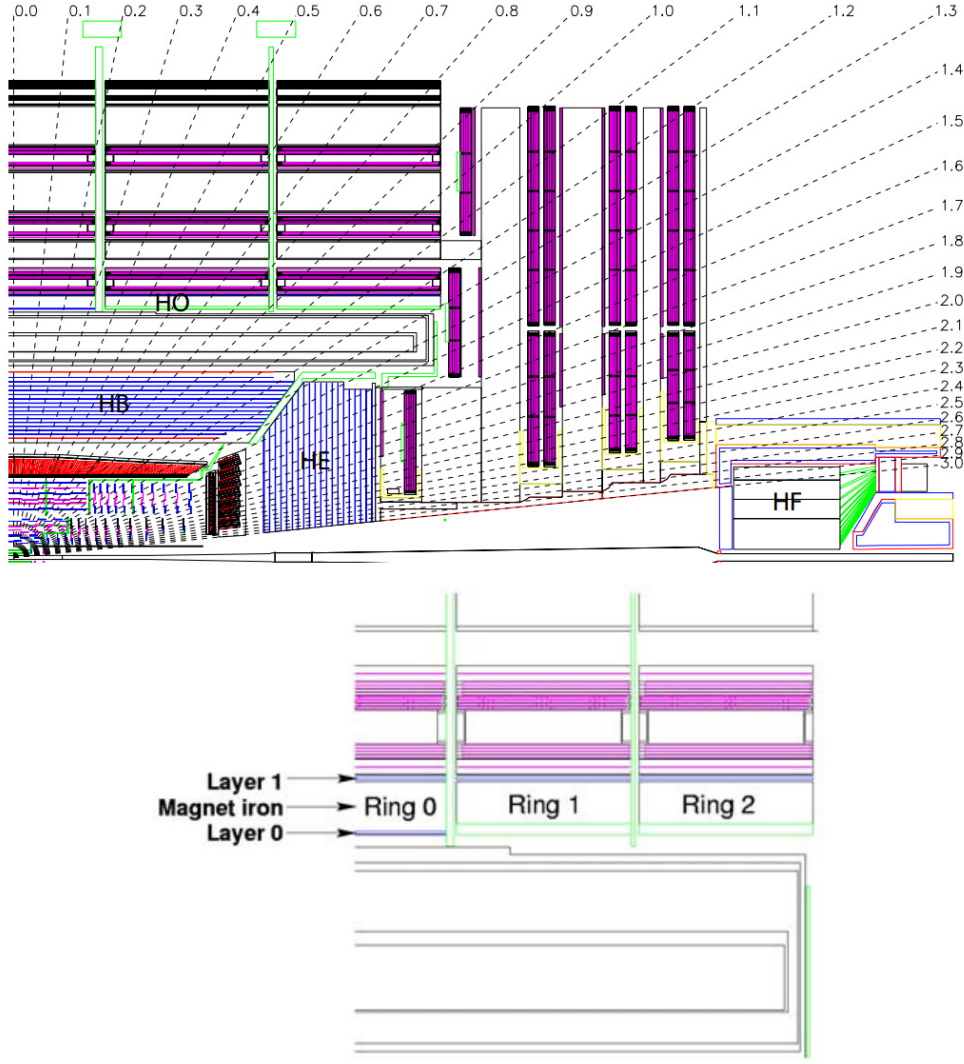 0.0 0.1 0.2 0.3 0.4 0.5 0.6 0.7 0.8 0.9 1.0 1.1 1.2 1.3
1.4
1.5
1.6
1.7
1.8
1.9
2.0
2.1
2.2
2.3
2.4
2.5
2.6
2.7
2.8
2.9
3.0
HO
HB
HE
HF
Layer 1
Magnet iron
Layer 0
Ring 0 Ring 1 Ring 2